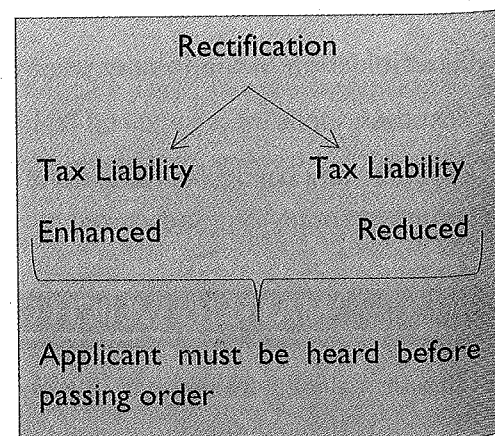 Rectification
Tax Liability Tax Liability
Enhanced Reduced
Applicant must be heard before
passing order